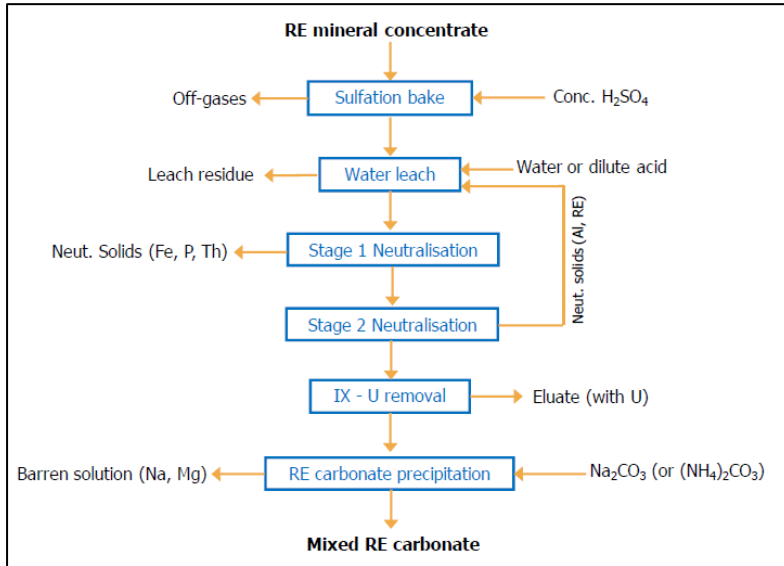 RE mineral concentrate
Off-gases
Sulfation bake
Conc. H₂SO₄
Leach residue
Water leach
Water or dilute acid
Neut. Solids (Fe, P, Th)
Stage 1 Neutralisation
Neut. solids (Al, RE)
Stage 2 Neutralisation
IX - U removal
Eluate (with U)
Barren solution (Na, Mg)
RE carbonate precipitation
Na₂CO₃ (or (NH₄)₂CO₃)
Mixed RE carbonate